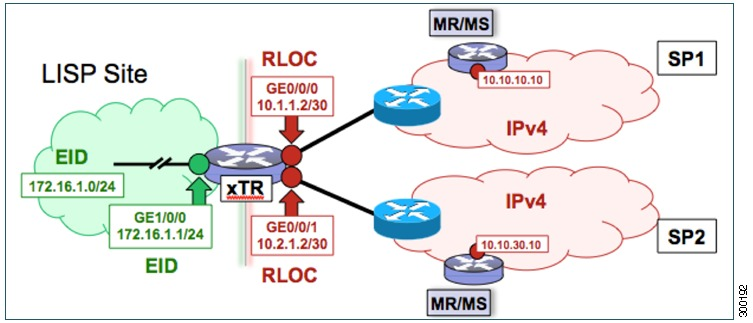 MR/MS
SP1
RLOC
10.10.10.10
LISP Site
GE0/0/0
10.1.1.2/30
IPv4
EID
172.16.1.0/24
xTR
IPv4
GE1/0/0
172.16.1.1/24
GE0/0/1
10.2.1.2/30
10.10.30.10
SP2
EID
RLOC
MR/MS
300192